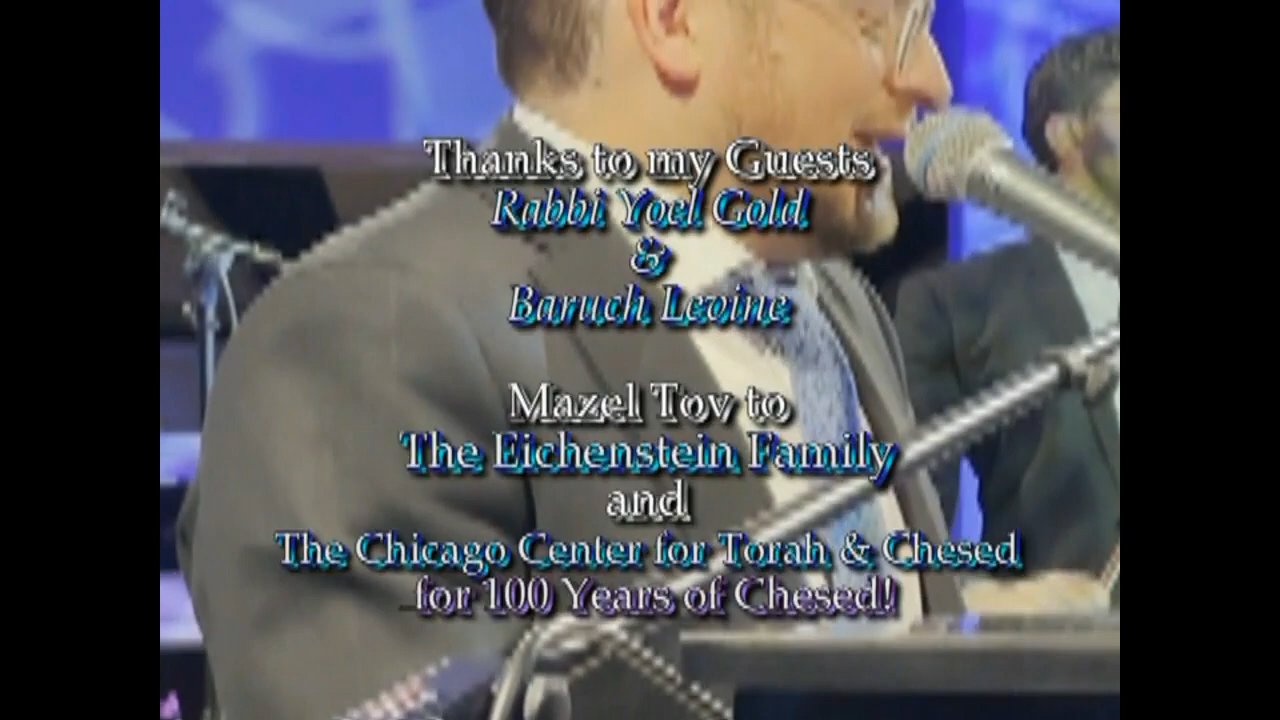 Thanks to my Guests
Rabbi Yoel Gold
&
Baruch Levine
Mazel Tov to
The Eichenstein Family
and
The Chicago Center for Torah & Chesed
for 100 Years of Chesed!